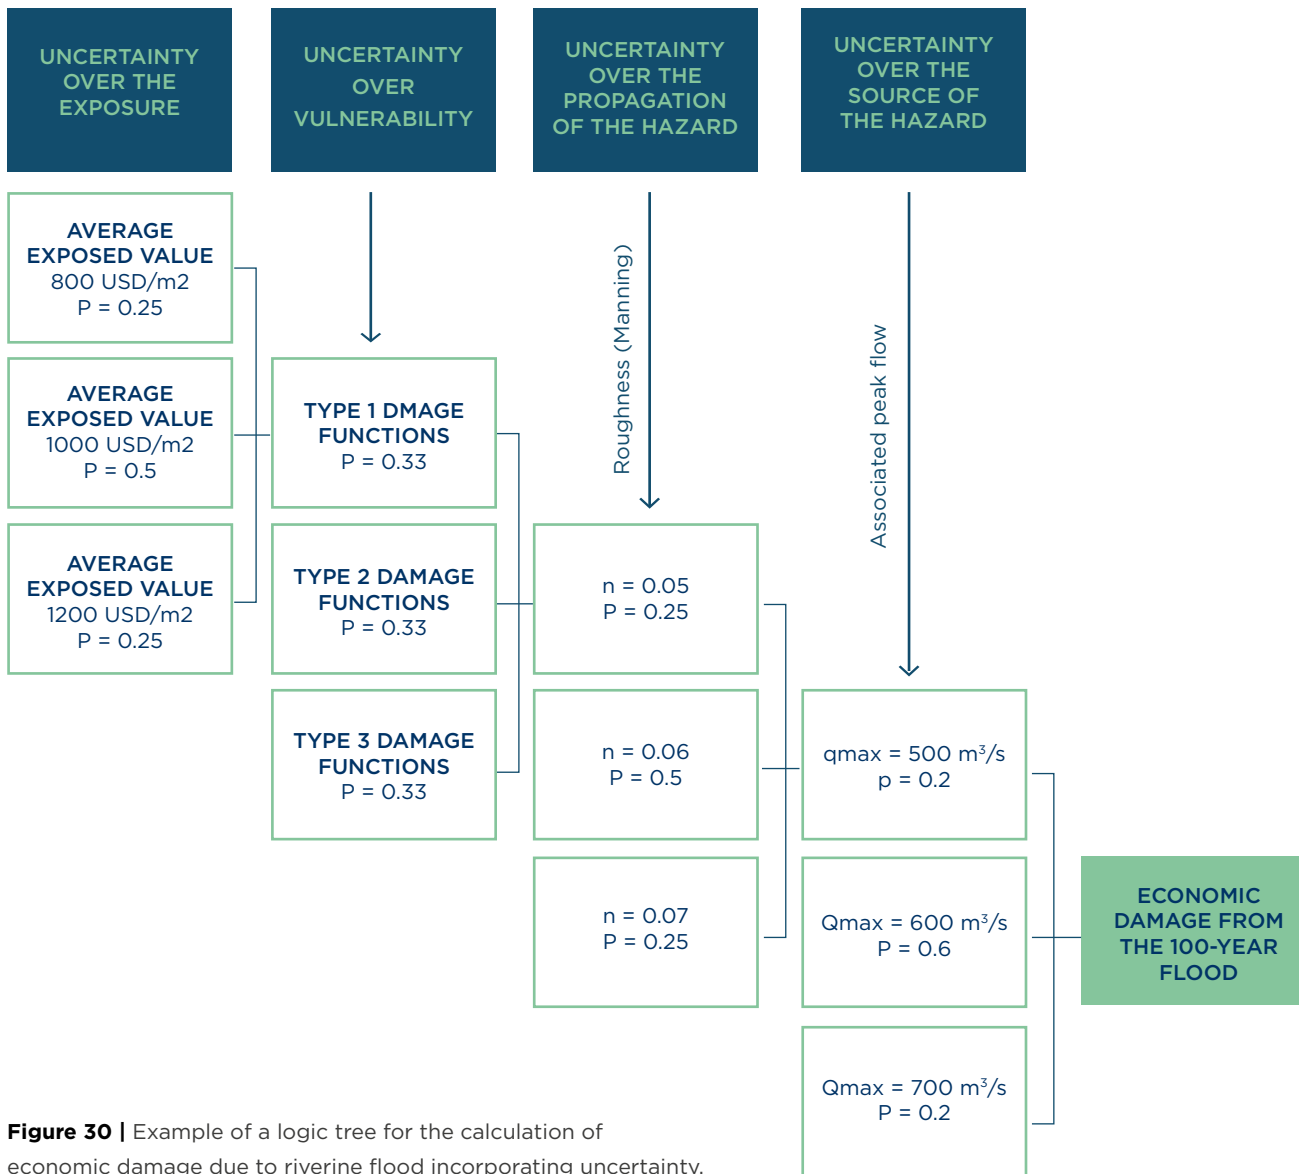 UNCERTAINTY
OVER THE
EXPOSURE
UNCERTAINTY
OVER
VULNERABILITY
UNCERTAINTY
OVER THE
PROPAGATION
OF THE HAZARD
UNCERTAINTY
OVER THE
SOURCE OF
THE HAZARD
AVERAGE
EXPOSED VALUE
800 USD/m2
P = 0.25
AVERAGE
EXPOSED VALUE
1000 USD/m2
P = 0.5
AVERAGE
EXPOSED VALUE
1200 USD/m2
P = 0.25
TYPE 1 DMAGE
FUNCTIONS
P = 0.33
TYPE 2 DAMAGE
FUNCTIONS
P = 0.33
TYPE 3 DAMAGE
FUNCTIONS
P = 0.33
Roughness (Manning)
n = 0.05
P = 0.25
n = 0.06
P = 0.5
n = 0.07
P = 0.25
Associated peak flow
qmax = 500 m³/s
p = 0.2
Qmax = 600 m³/s
P = 0.6
Qmax = 700 m³/s
P = 0.2
ECONOMIC
DAMAGE FROM
THE 100-YEAR
FLOOD
Figure 30 | Example of a logic tree for the calculation of
economic damage due to riverine flood incorporating uncertainty.